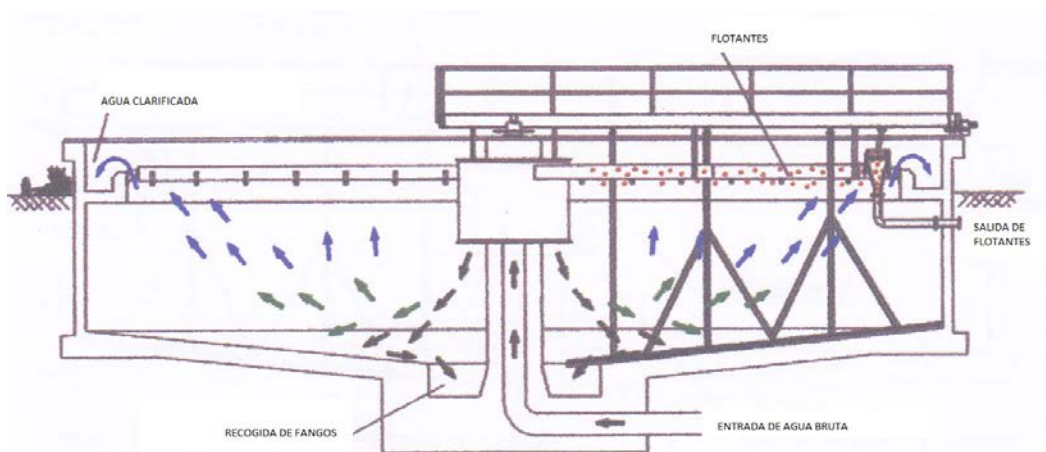 FLOTANTES
AGUA CLARIFICADA
SALIDA DE
FLOTANTES
RECOGIDA DE FANGOS
ENTRADA DE AGUA BRUTA